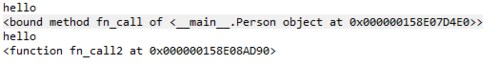 hello
<bound method fn_call of <__main__.Person object at 0x000000158E07D4E0>>
hello
<function fn_call2 at 0x000000158E08AD90>